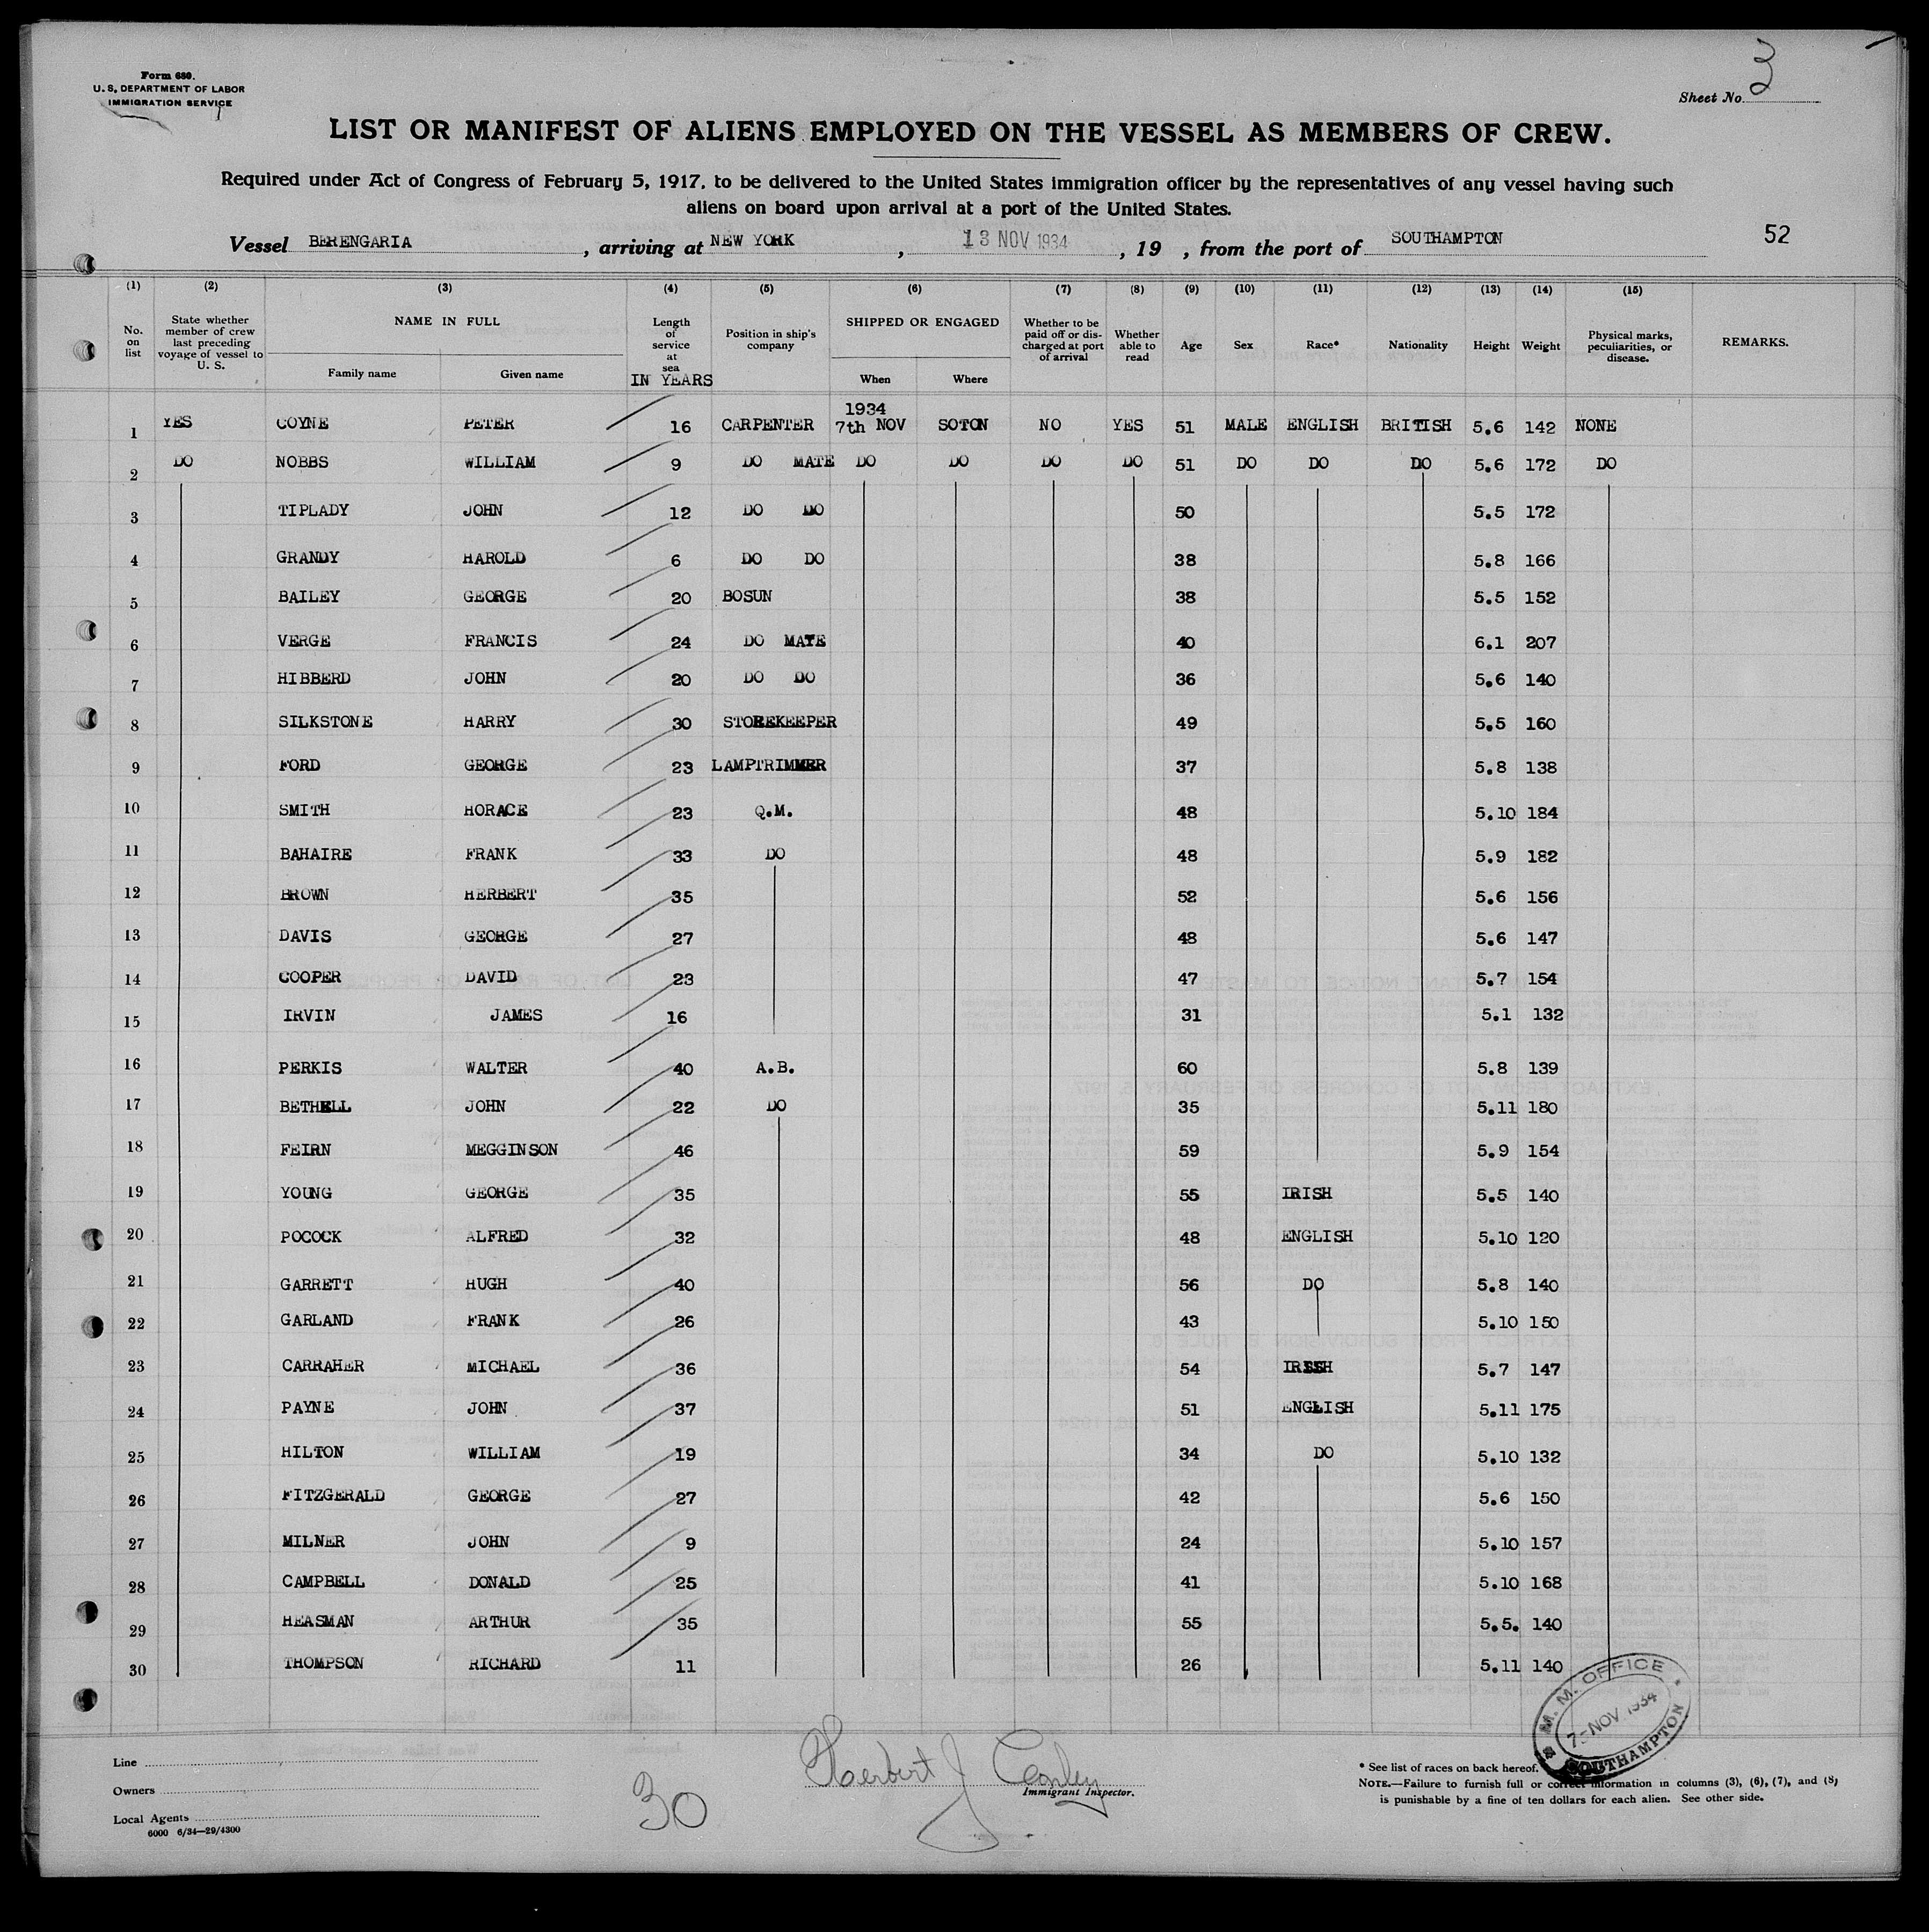 Form 680.
U. S. DEPARTMENT OF LABOR
IMMIGRATION SERVICE
Sheet No. 3
LIST OR MANIFEST OF ALIENS EMPLOYED ON THE VESSEL AS MEMBERS OF CREW.
Required under Act of Congress of February 5, 1917, to be delivered to the United States immigration officer by the representatives of any vessel having such
aliens on board upon arrival at a port of the United States.
Vessel BERENGARIA, arriving at NEW YORK, 13 NOV 1934, 19 , from the port of SOUTHAMPTON 52
(1) (2) (3) (4) (5) (6) (7) (8) (9) (10) (11) (12) (13) (14) (15)
No. on list State whether member of crew last preceding voyage of vessel to U. S. NAME IN FULL Family name Given name Length of service at sea IN YEARS Position in ship's company SHIPPED OR ENGAGED When Where Whether to be paid off or discharged at port of arrival Whether able to read Age Sex Race* Nationality Height Weight Physical marks, peculiarities, or disease. REMARKS.
1 YES COYNE PETER 16 CARPENTER 1934 7th NOV SOTON NO YES 51 MALE ENGLISH BRITISH 5.6 142 NONE
2 DO NOBBS WILLIAM 9 DO MATE DO DO DO DO 51 DO DO DO 5.6 172 DO
3 TIPLADY JOHN 12 DO DO 50 5.5 172
4 GRANDY HAROLD 6 DO DO 38 5.8 166
5 BAILEY GEORGE 20 BOSUN 38 5.5 152
6 VERGE FRANCIS 24 DO MATE 40 6.1 207
7 HIBBERD JOHN 20 DO DO 36 5.6 140
8 SILKSTONE HARRY 30 STOREKEEPER 49 5.5 160
9 FORD GEORGE 23 LAMPTRIMMER 37 5.8 138
10 SMITH HORACE 23 Q.M. 48 5.10 184
11 BAHAIRE FRANK 33 DO 48 5.9 182
12 BROWN HERBERT 35 52 5.6 156
13 DAVIS GEORGE 27 48 5.6 147
14 COOPER DAVID 23 47 5.7 154
15 IRVIN JAMES 16 31 5.1 132
16 PERKIS WALTER 40 A.B. 60 5.8 139
17 BETHELL JOHN 22 DO 35 5.11 180
18 FEIRN MEGGINSON 46 59 5.9 154
19 YOUNG GEORGE 35 55 IRISH 5.5 140
20 POCOCK ALFRED 32 48 ENGLISH 5.10 120
21 GARRETT HUGH 40 56 DO 5.8 140
22 GARLAND FRANK 26 43 5.10 150
23 CARRAHER MICHAEL 36 54 IRISH 5.7 147
24 PAYNE JOHN 37 51 ENGLISH 5.11 175
25 HILTON WILLIAM 19 34 DO 5.10 132
26 FITZGERALD GEORGE 27 42 5.6 150
27 MILNER JOHN 9 24 5.10 157
28 CAMPBELL DONALD 25 41 5.10 168
29 HEASMAN ARTHUR 35 55 5.5. 140
30 THOMPSON RICHARD 11 26 5.11 140
M. M. OFFICE
7-NOV.1934
SOUTHAMPTON
Line
Owners
Local Agents
6000 6/34—29/4300
30
Herbert J Conley
Immigrant Inspector.
* See list of races on back hereof.
NOTE.—Failure to furnish full or correct information in columns (3), (6), (7), and (8)
is punishable by a fine of ten dollars for each alien. See other side.